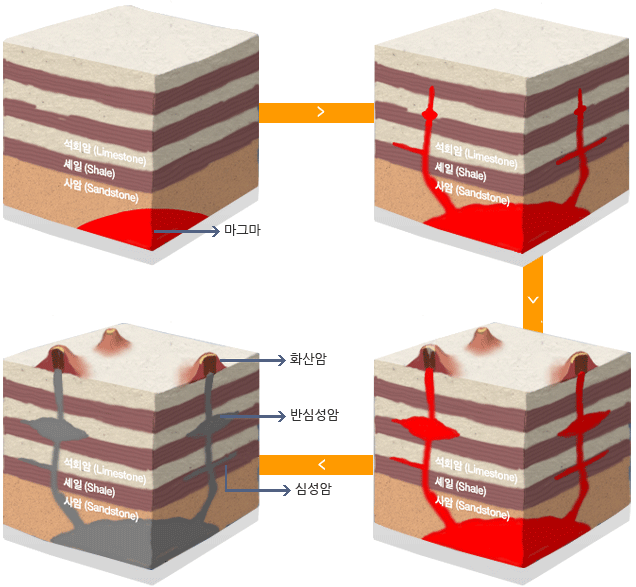 석회암 (Limestone)
셰일 (Shale)
사암 (Sandstone)
마그마
석회암 (Limestone)
셰일 (Shale)
사암 (Sandstone)
화산암
반심성암
석회암 (Limestone)
셰일 (Shale)
사암 (Sandstone)
심성암
석회암 (Limestone)
셰일 (Shale)
사암 (Sandstone)